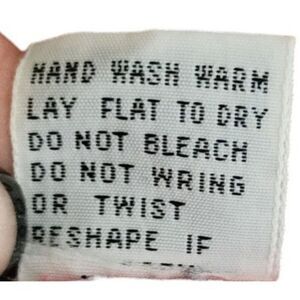 HAND WASH WARM
LAY FLAT TO DRY
DO NOT BLEACH
DO NOT WRING
OR TWIST
RESHAPE IF